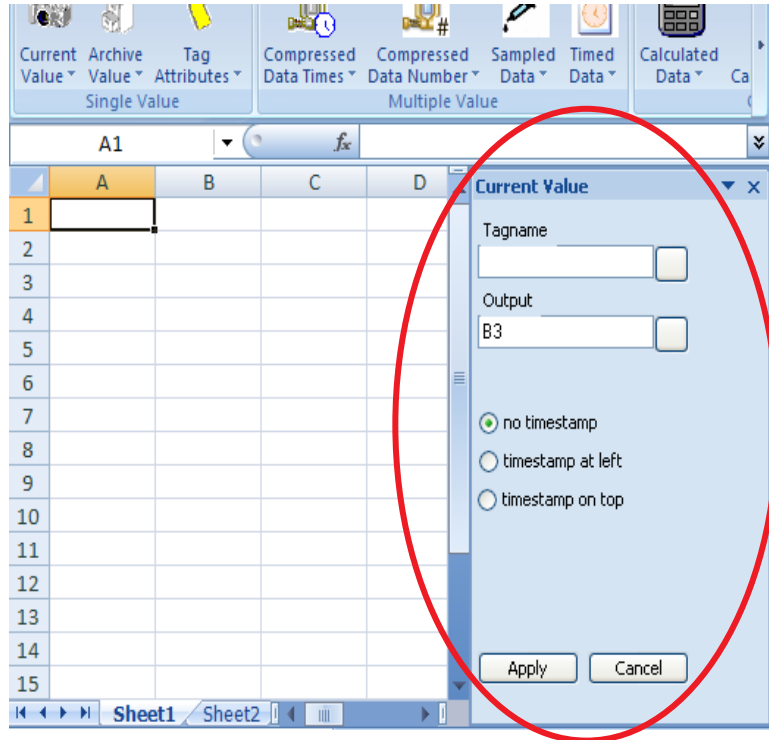 Current Archive Tag Compressed Compressed Sampled Timed Calculated
Value Value Attributes Data Times Data Number Data Data Data Ca
Single Value Multiple Value
#
A1 fx
A B C D Current Value X
1
Tagname
2
3
Output
4
B3
5
6
7
no timestamp
8
timestamp at left
9
timestamp on top
10
11
12
13
14
Apply Cancel
15
Sheet1 Sheet2